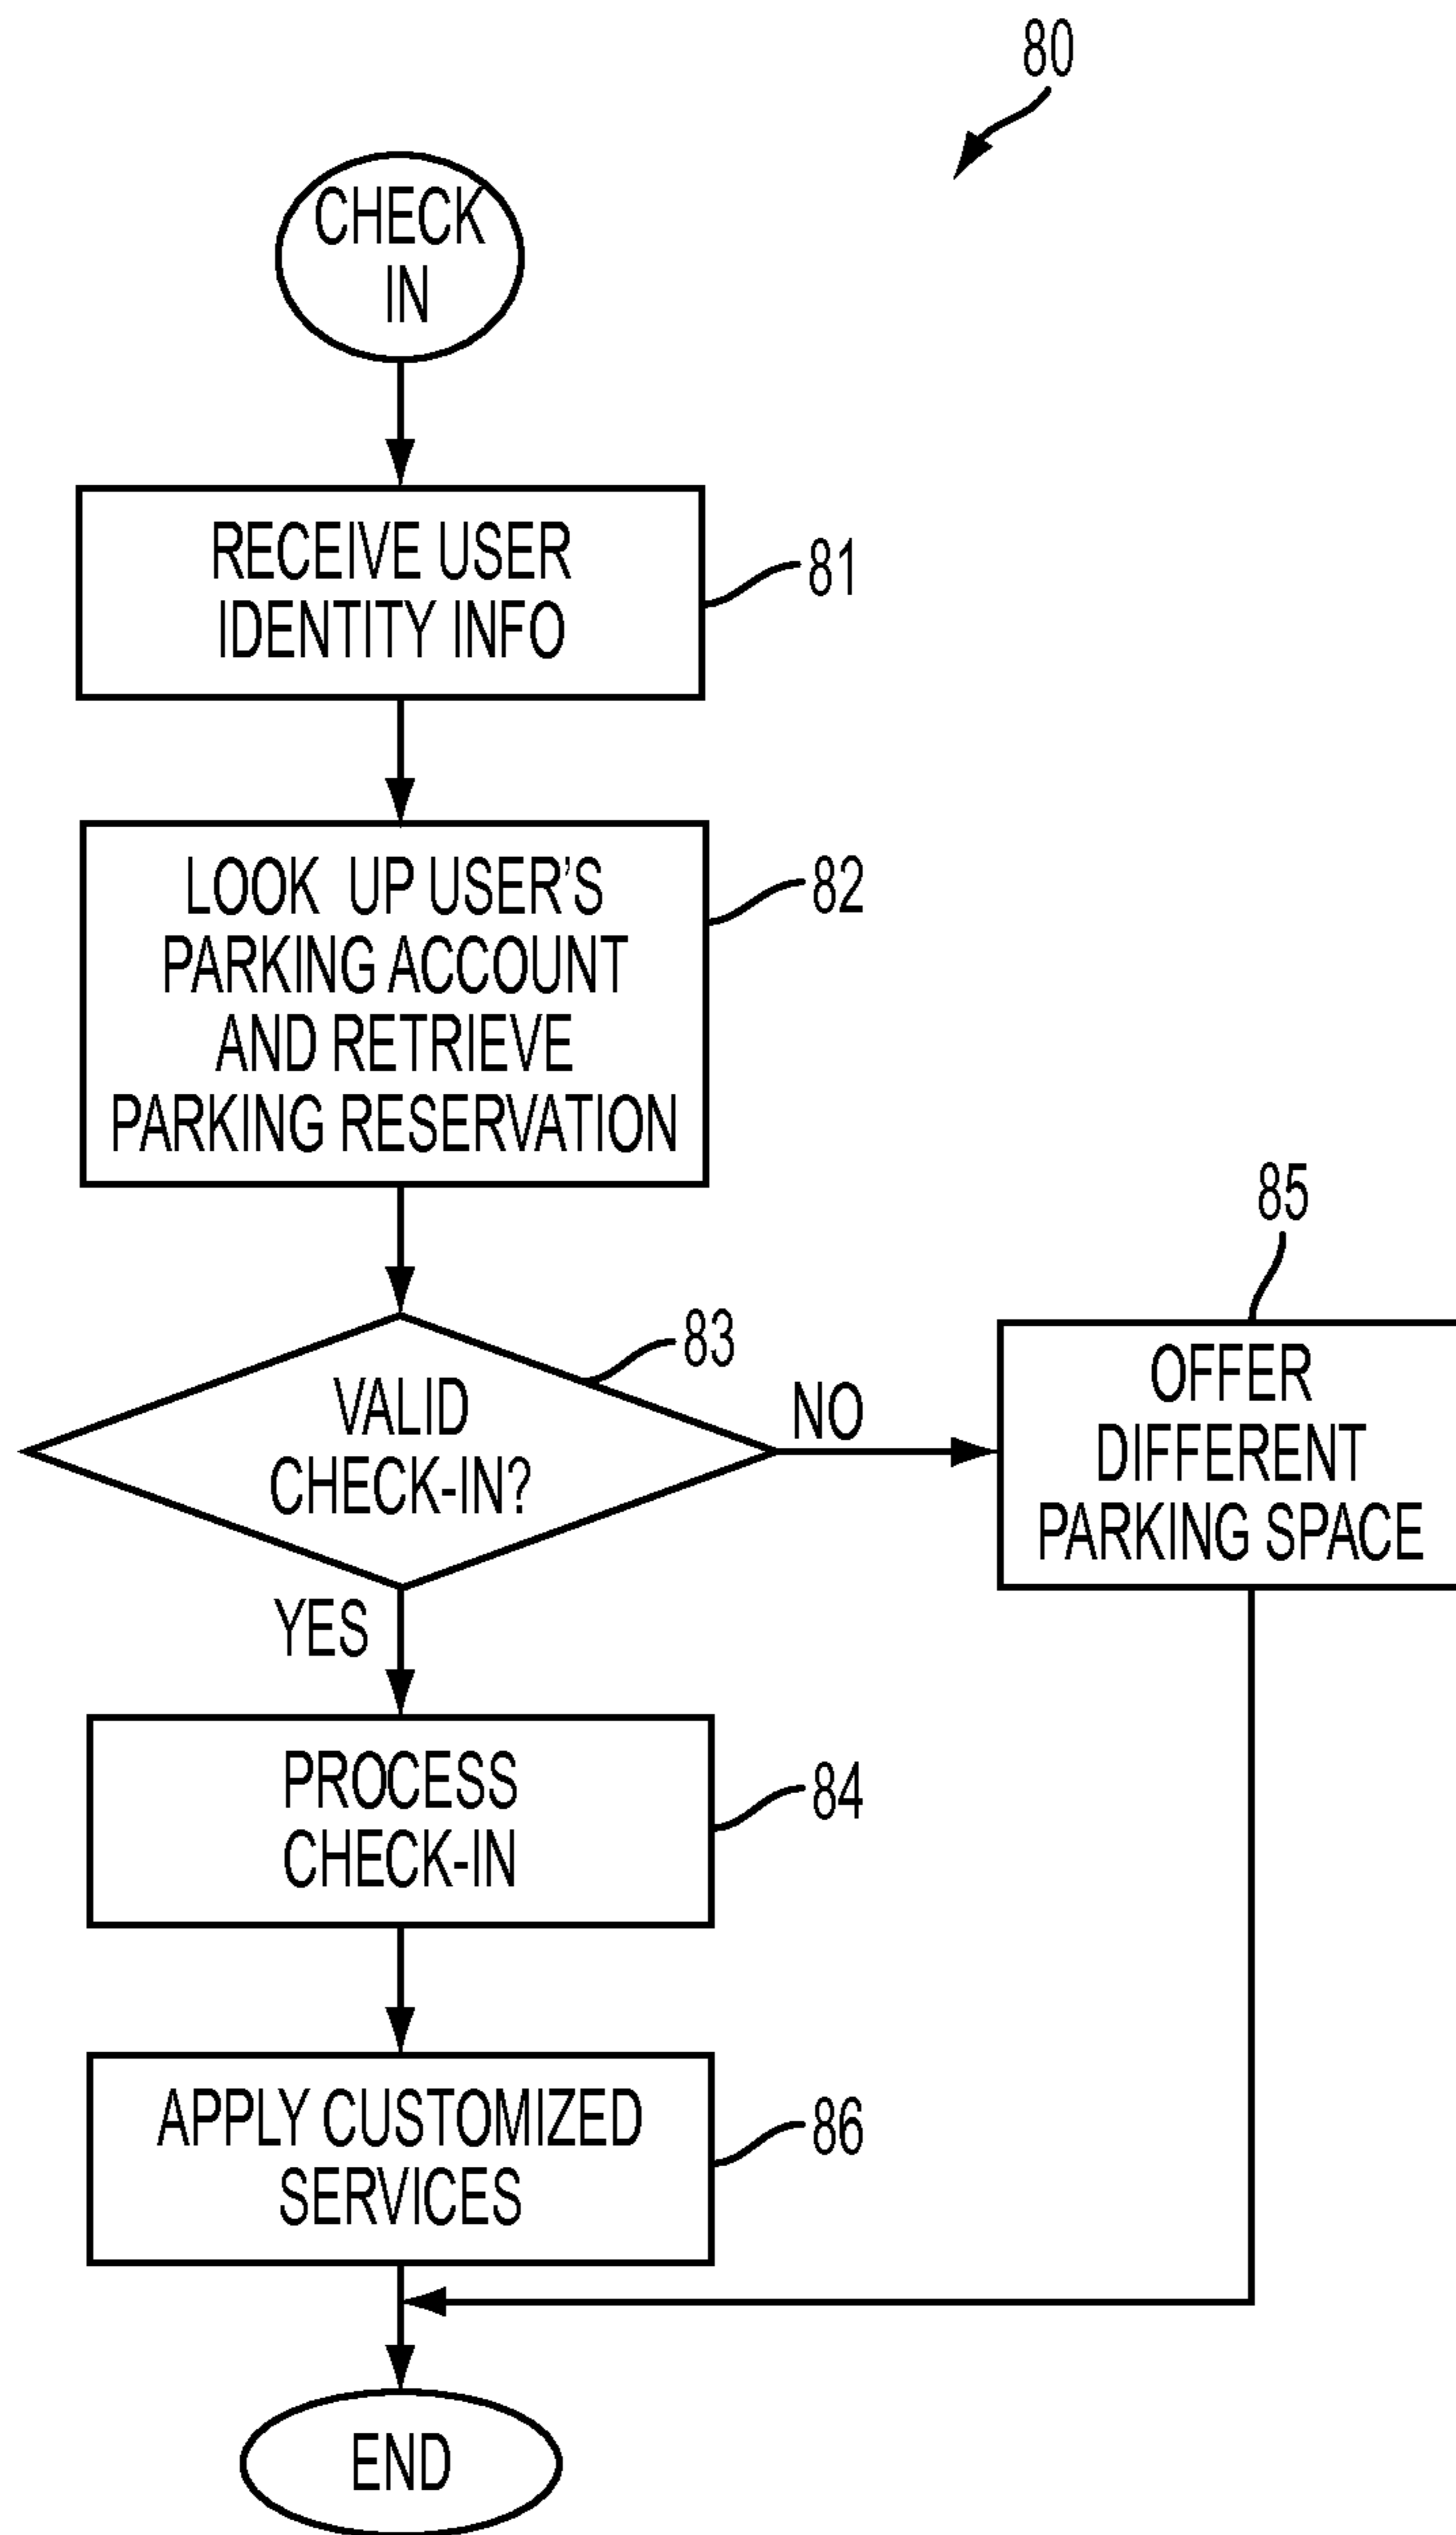 80
CHECK
IN
RECEIVE USER
IDENTITY INFO
81
LOOK UP USER'S
PARKING ACCOUNT
AND RETRIEVE
PARKING RESERVATION
82
VALID
CHECK-IN?
83
NO
85
OFFER
DIFFERENT
PARKING SPACE
YES
PROCESS
CHECK-IN
84
APPLY CUSTOMIZED
SERVICES
86
END